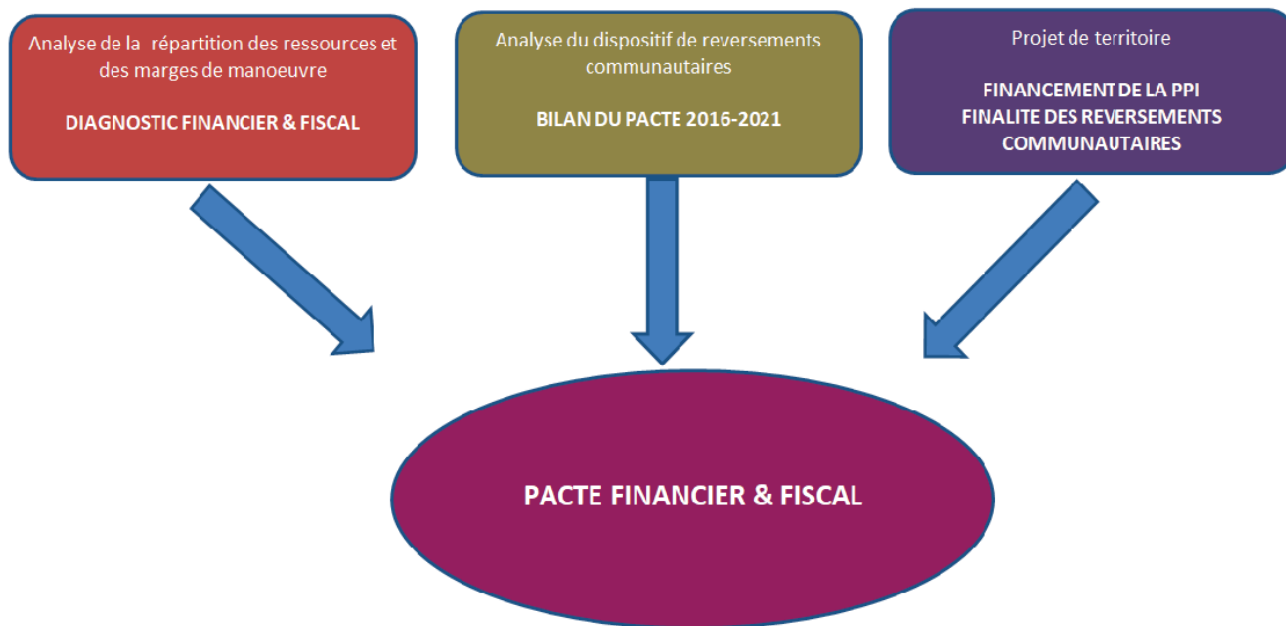 Analyse de la répartition des ressources et
des marges de manoeuvre
DIAGNOSTIC FINANCIER & FISCAL
Analyse du dispositif de reversements
communautaires
BILAN DU PACTE 2016-2021
Projet de territoire
FINANCEMENT DE LA PPI
FINALITE DES REVERSEMENTS
COMMUNAUTAIRES
PACTE FINANCIER & FISCAL